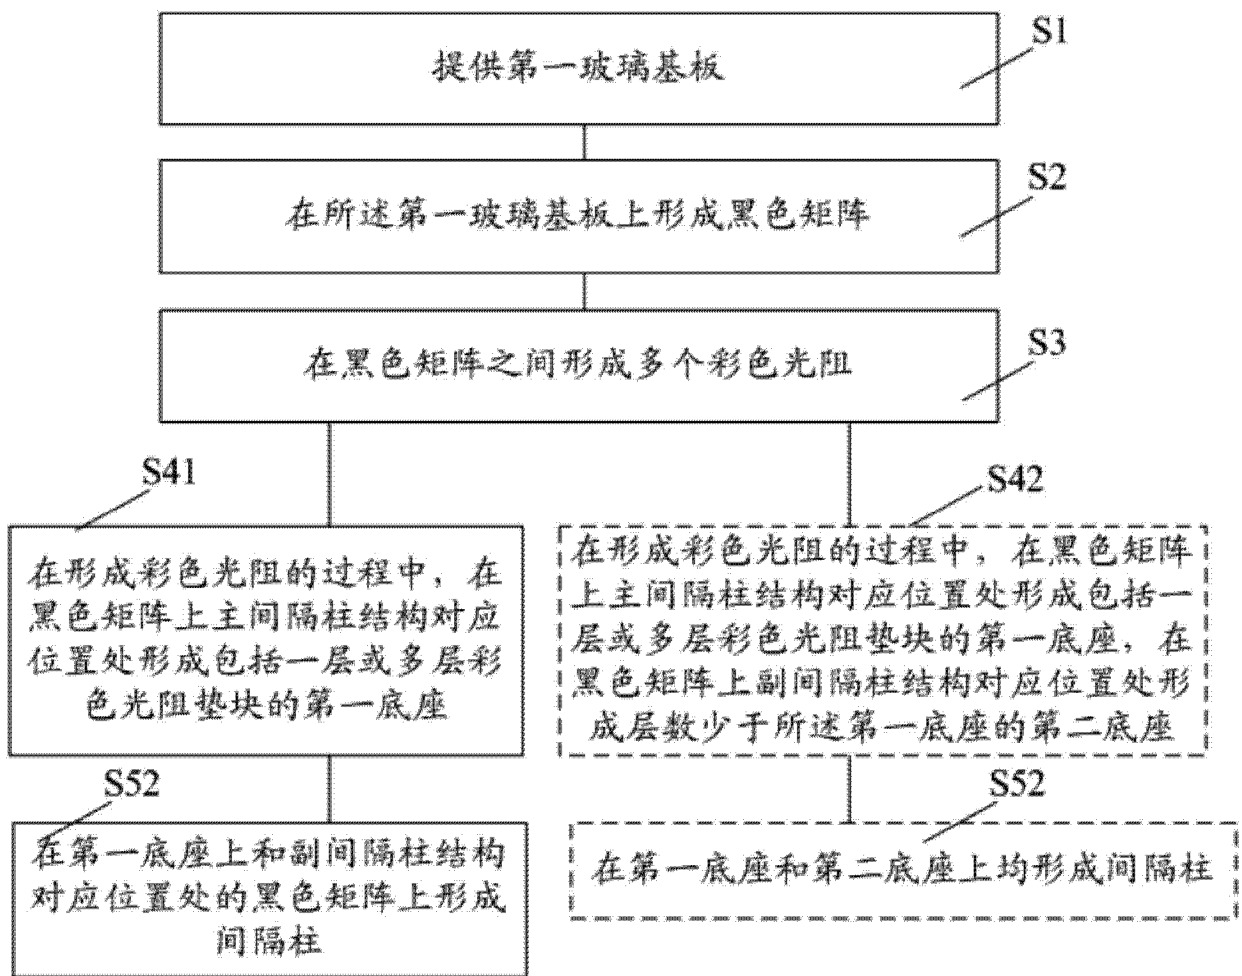 S1
提供第一玻璃基板
S2
在所述第一玻璃基板上形成黑色矩阵
S3
在黑色矩阵之间形成多个彩色光阻
S41
在形成彩色光阻的过程中，在
黑色矩阵上主间隔柱结构对应
位置处形成包括一层或多层彩
色光阻垫块的第一底座
S42
在形成彩色光阻的过程中，在黑色矩阵
上主间隔柱结构对应位置处形成包括一
层或多层彩色光阻垫块的第一底座，在
黑色矩阵上副间隔柱结构对应位置处形
成层数少于所述第一底座的第二底座
S52
在第一底座上和副间隔柱结构
对应位置处的黑色矩阵上形成
间隔柱
S52
在第一底座和第二底座上均形成间隔柱